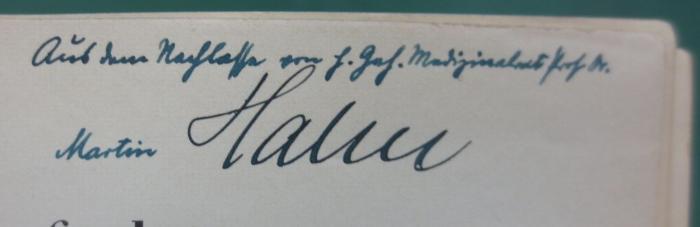 Aus dem Nachlasse von H. Geh. Medizinalrat Prof. Dr.
Martin Hahn